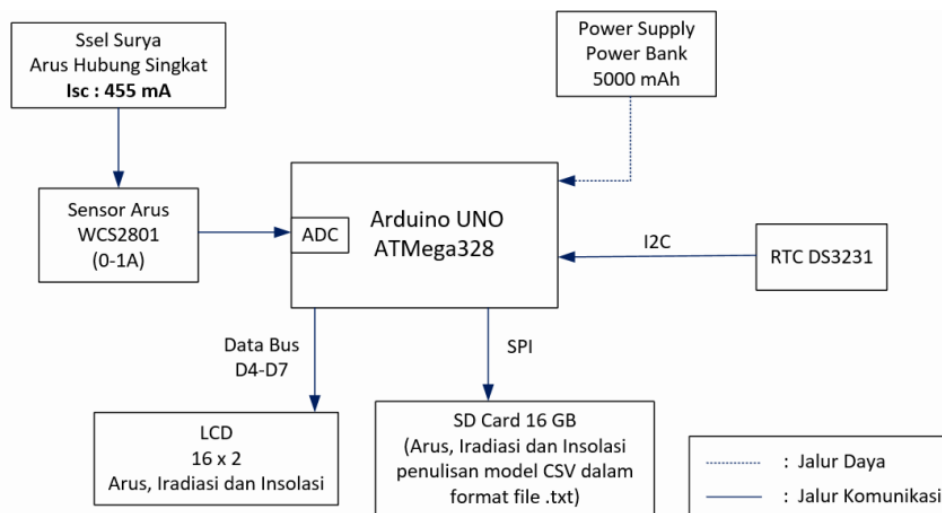 Ssel Surya
Arus Hubung Singkat
Isc : 455 mA
Power Supply
Power Bank
5000 mAh
Sensor Arus
WCS2801
(0-1A)
ADC
Arduino UNO
ATMega328
I2C
RTC DS3231
Data Bus
D4-D7
SPI
LCD
16 x 2
Arus, Iradiasi dan Insolasi
SD Card 16 GB
(Arus, Iradiasi dan Insolasi
penulisan model CSV dalam
format file .txt)
: Jalur Daya
: Jalur Komunikasi